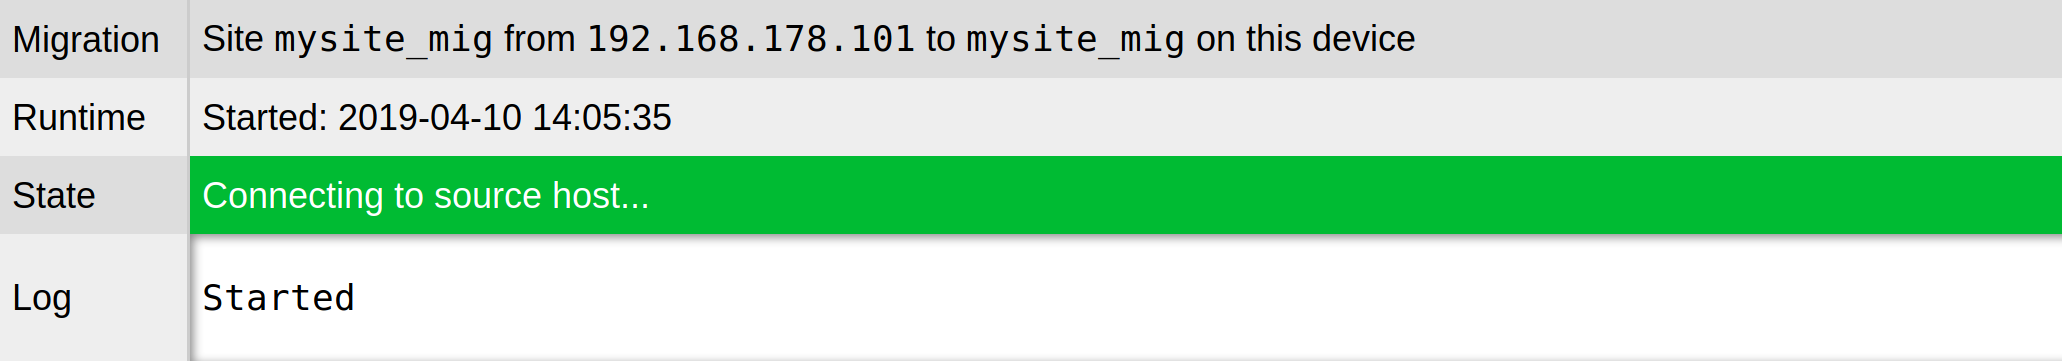 Migration Site mysite_mig from 192.168.178.101 to mysite_mig on this device
Runtime Started: 2019-04-10 14:05:35
State Connecting to source host...
Log Started